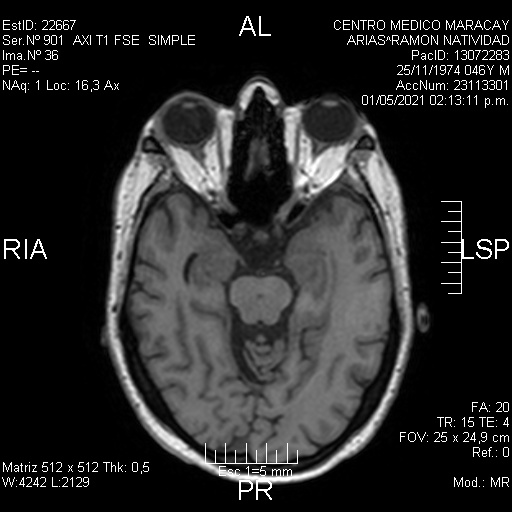 EstID: 22667
Ser.Nº 901 AXI T1 FSE SIMPLE
Ima.Nº 36
PE= --
NAq: 1 Loc: 16,3 Ax
AL
CENTRO MEDICO MARACAY
ARIAS^RAMON NATIVIDAD
PacID: 13072283
25/11/1974 046Y M
AccNum: 23113301
01/05/2021 02:13:11 p.m.
RIA
LSP
FA: 20
TR: 15 TE: 4
FOV: 25 x 24,9 cm
Ref.: 0
Mod.: MR
Matriz 512 x 512 Thk: 0,5
W:4242 L:2129
Esc 1=5 mm
PR